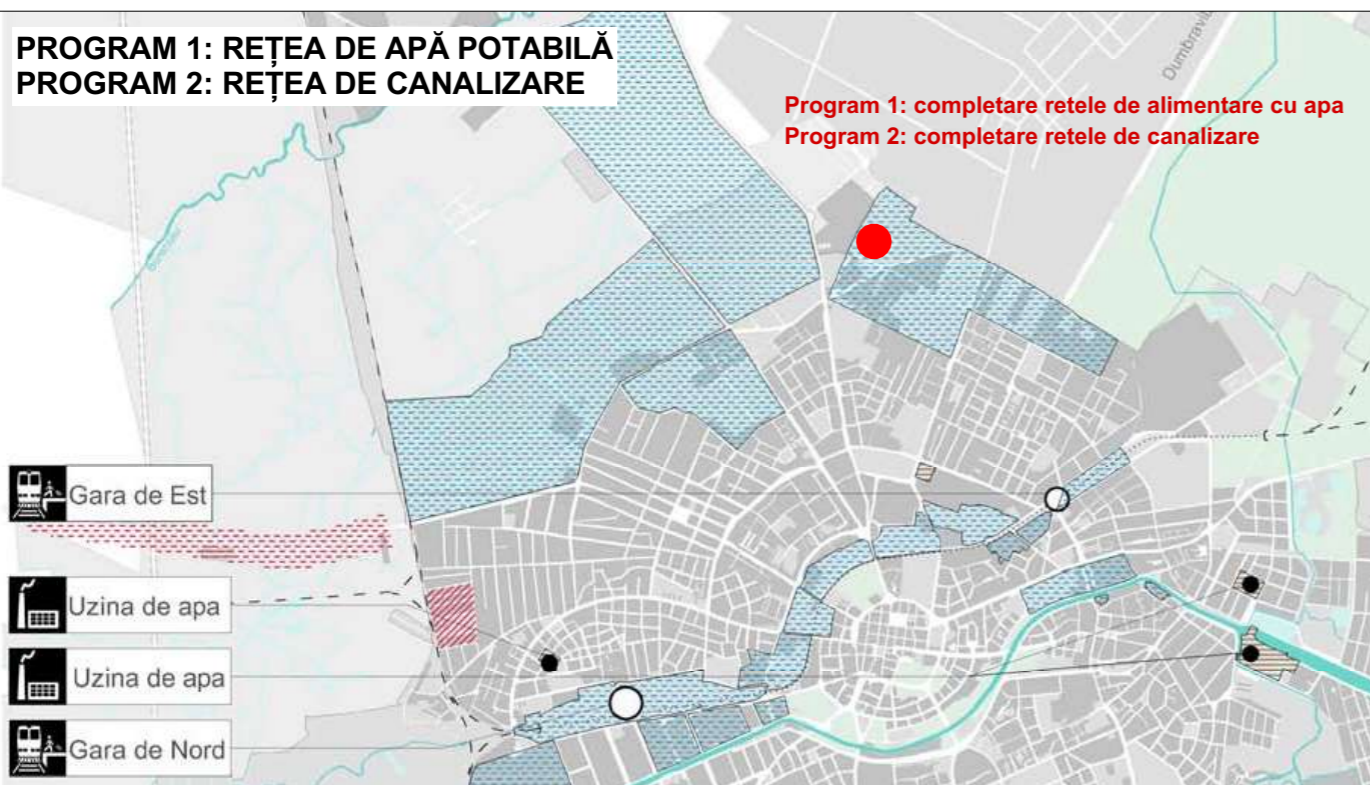 PROGRAM 1: REȚEA DE APĂ POTABILĂ
PROGRAM 2: REȚEA DE CANALIZARE
Program 1: completare retele de alimentare cu apa
Program 2: completare retele de canalizare
Gara de Est
Uzina de apa
Uzina de apa
Gara de Nord